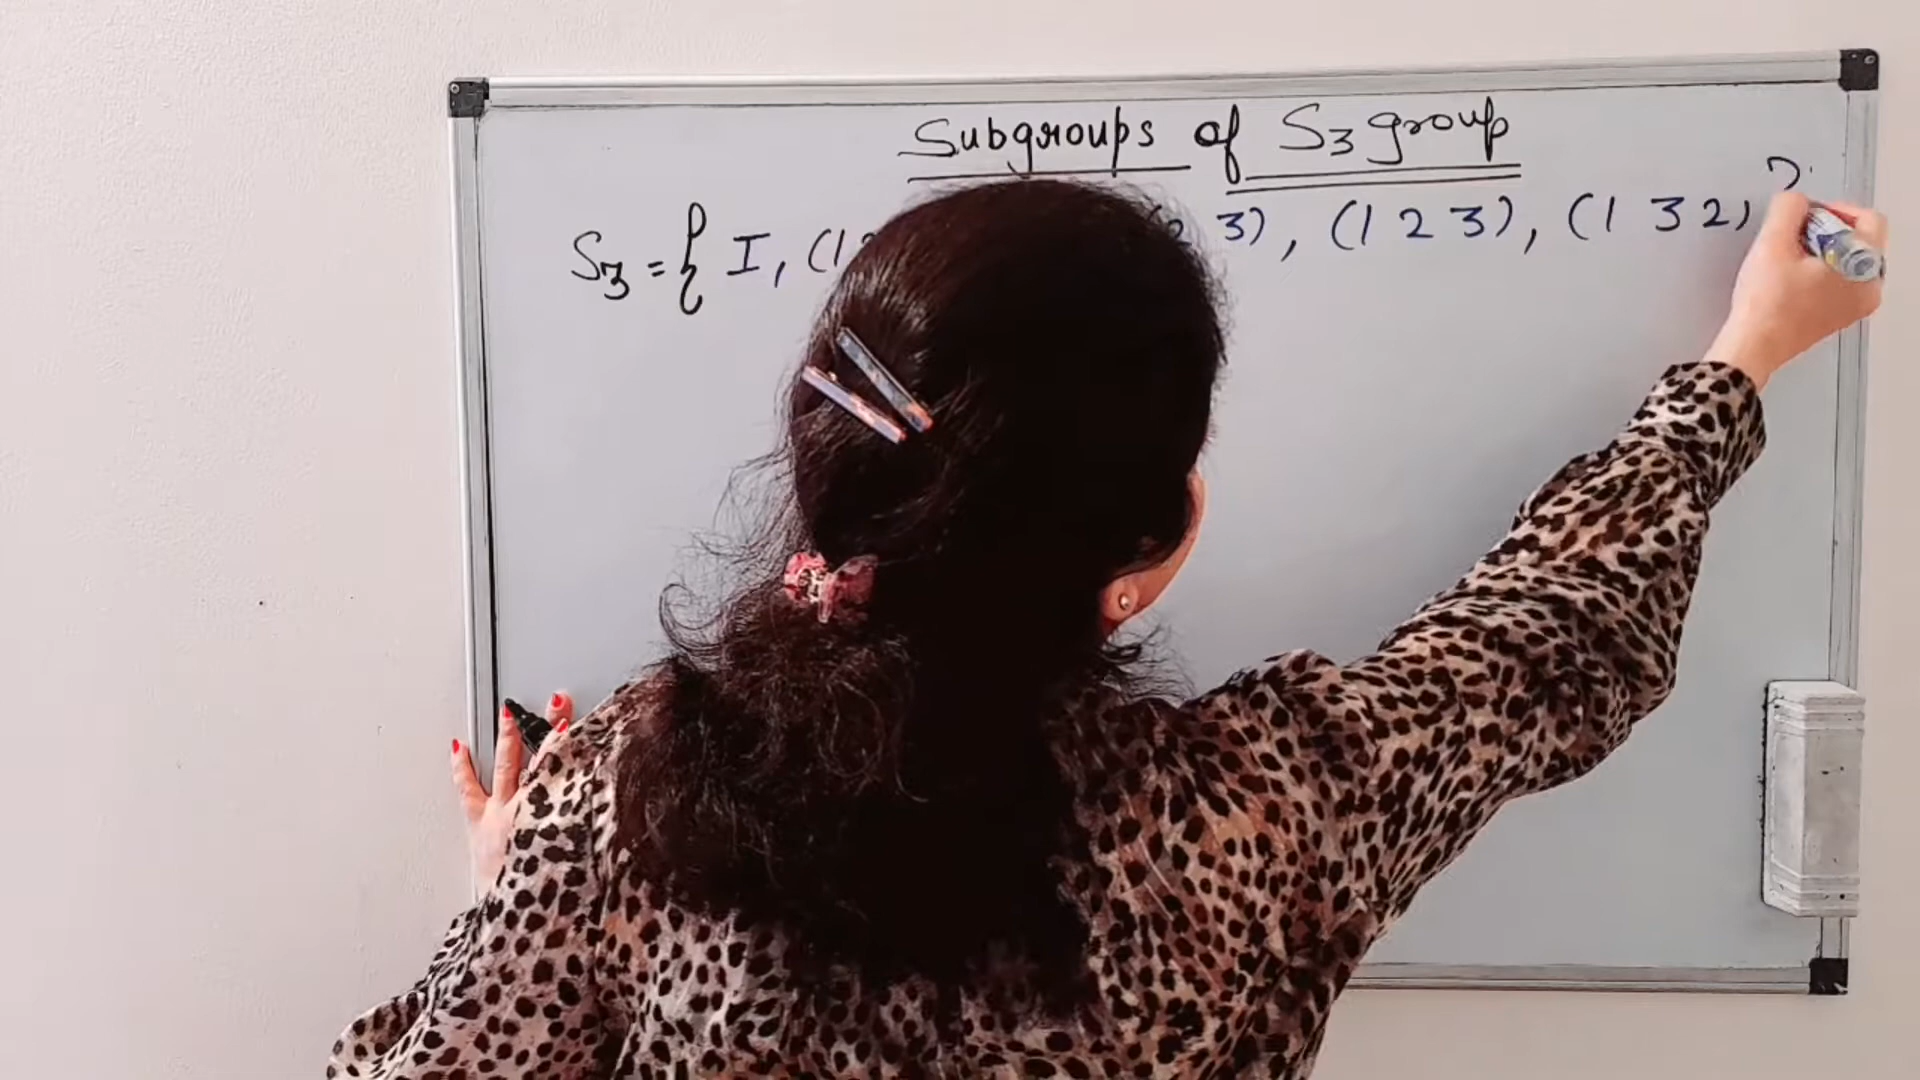 Subgroups of S3 group
S3 = { I, (1 2 3), (1 2 3), (1 3 2) }